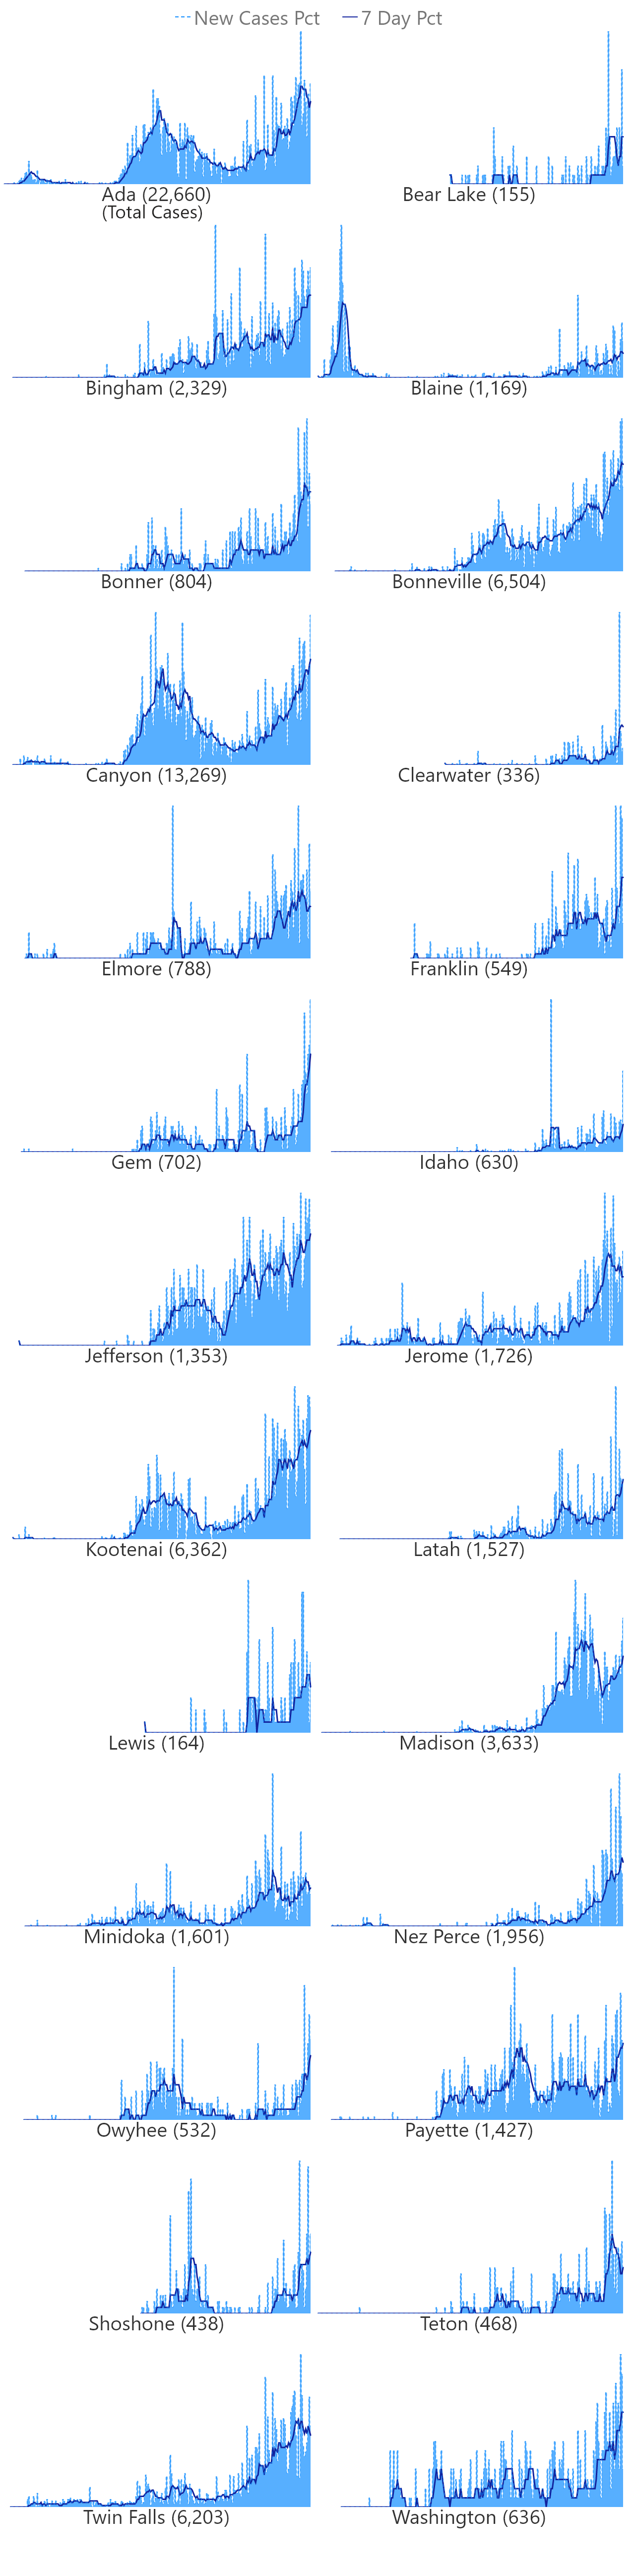 New Cases Pct 7 Day Pct
Ada (22,660) Bear Lake (155)
(Total Cases)
Bingham (2,329) Blaine (1,169)
Bonner (804) Bonneville (6,504)
Canyon (13,269) Clearwater (336)
Elmore (788) Franklin (549)
Gem (702) Idaho (630)
Jefferson (1,353) Jerome (1,726)
Kootenai (6,362) Latah (1,527)
Lewis (164) Madison (3,633)
Minidoka (1,601) Nez Perce (1,956)
Owyhee (532) Payette (1,427)
Shoshone (438) Teton (468)
Twin Falls (6,203) Washington (636)